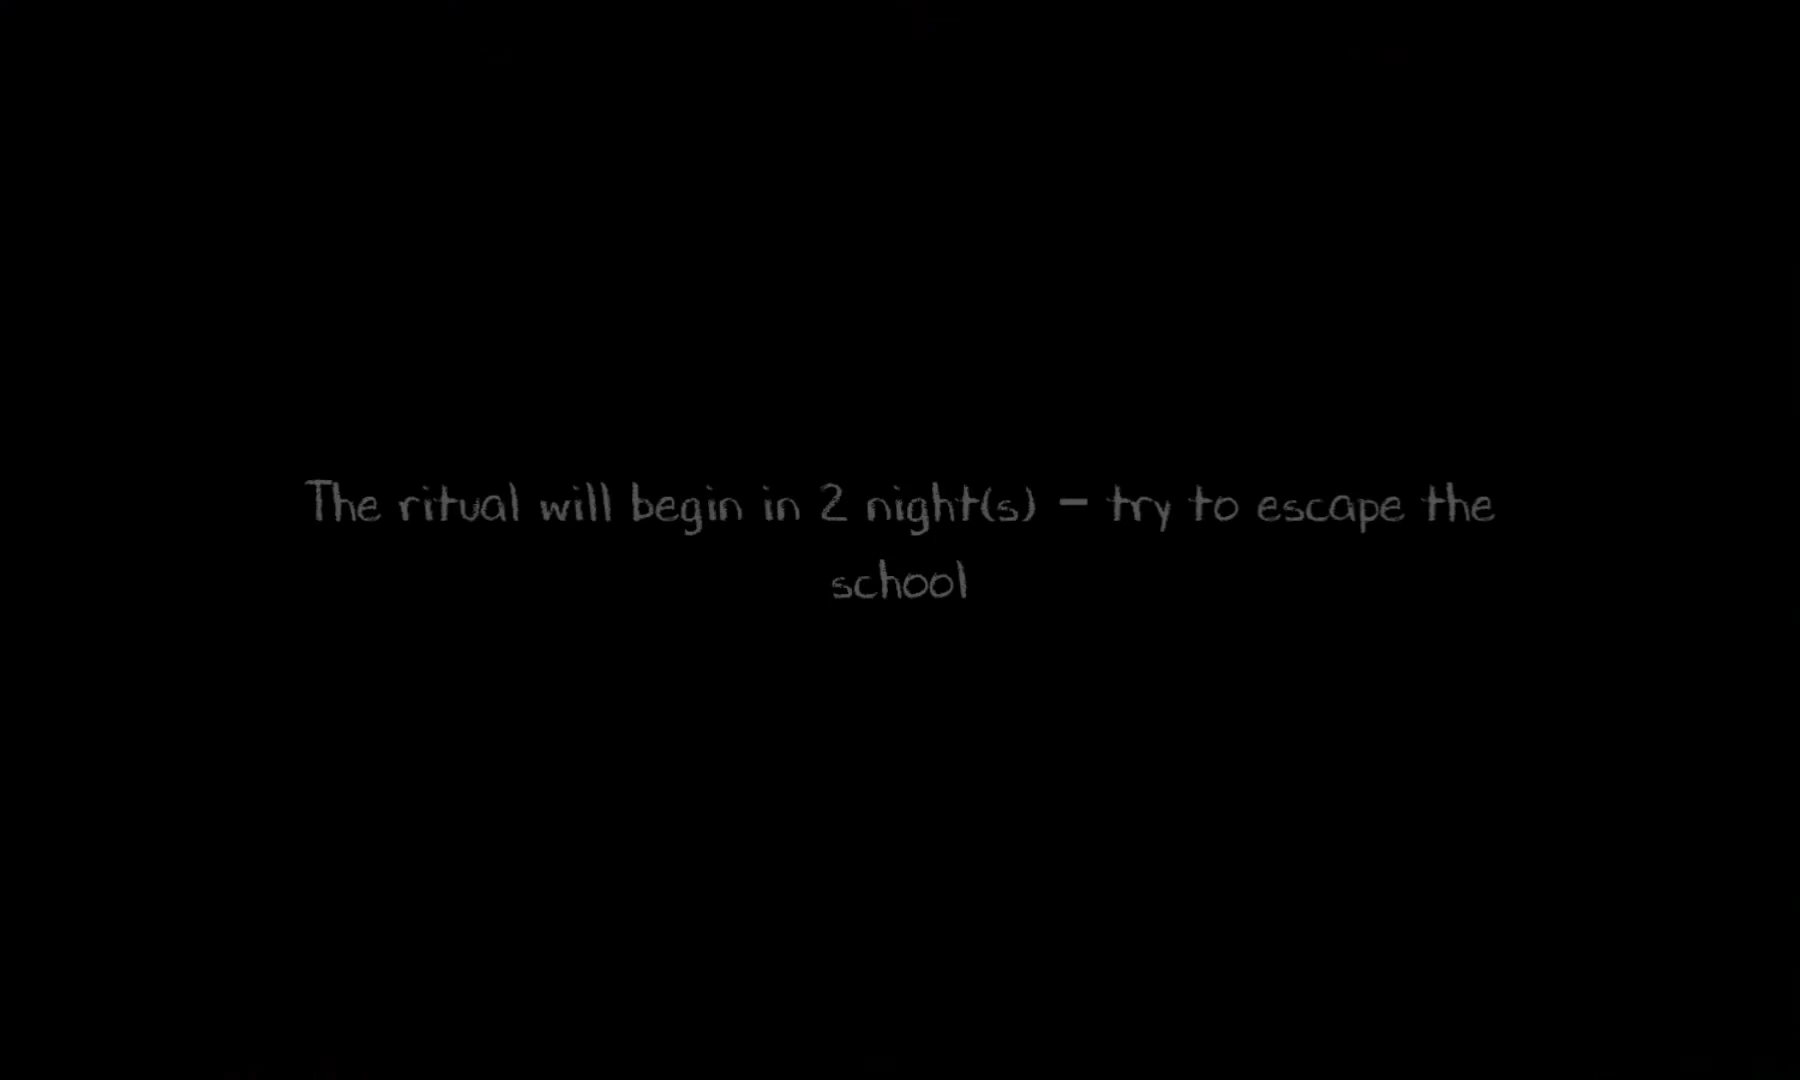 The ritual will begin in 2 night(s) - try to escape the
school